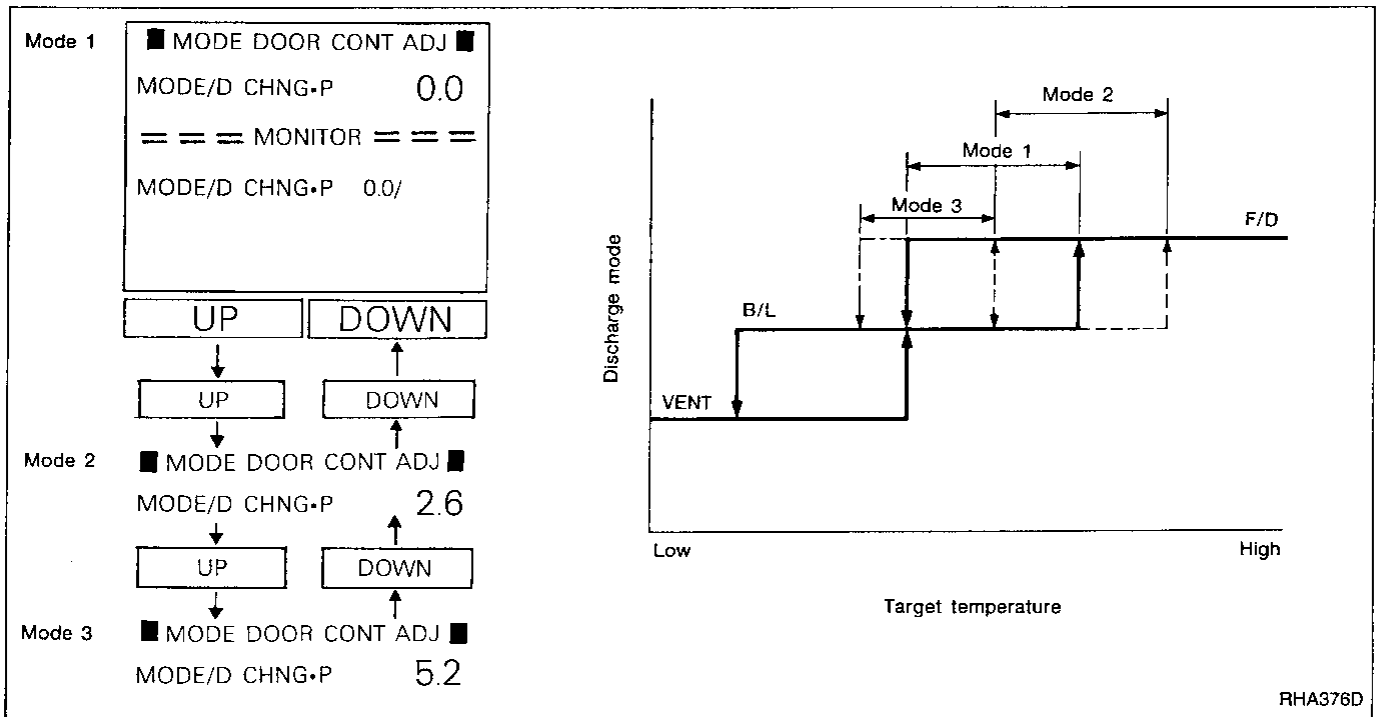 Mode 1
■ MODE DOOR CONT ADJ ■
MODE/D CHNG•P 0.0
= = = MONITOR = = =
MODE/D CHNG•P 0.0/
UP DOWN
UP DOWN
Mode 2
■ MODE DOOR CONT ADJ ■
MODE/D CHNG•P 2.6
UP DOWN
Mode 3
■ MODE DOOR CONT ADJ ■
MODE/D CHNG•P 5.2
Mode 2
Mode 1
Mode 3
F/D
B/L
VENT
Discharge mode
Low High
Target temperature
RHA376D